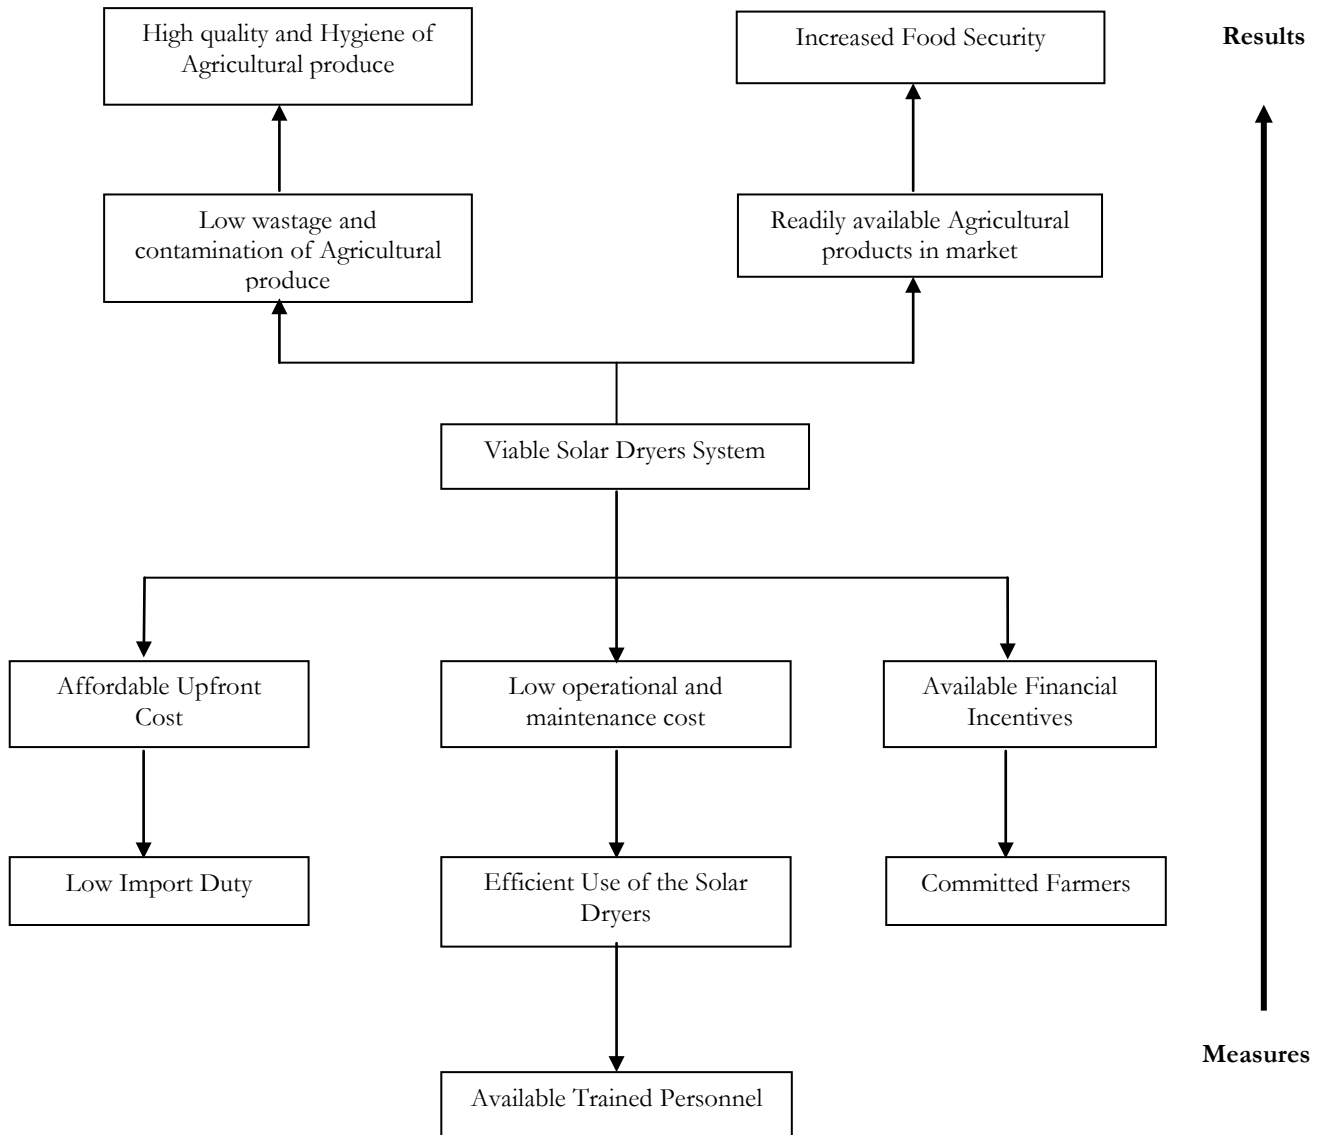 High quality and Hygiene of
Agricultural produce
Increased Food Security
Results
Low wastage and
contamination of Agricultural
produce
Readily available Agricultural
products in market
Viable Solar Dryers System
Affordable Upfront
Cost
Low operational and
maintenance cost
Available Financial
Incentives
Low Import Duty
Efficient Use of the Solar
Dryers
Committed Farmers
Measures
Available Trained Personnel